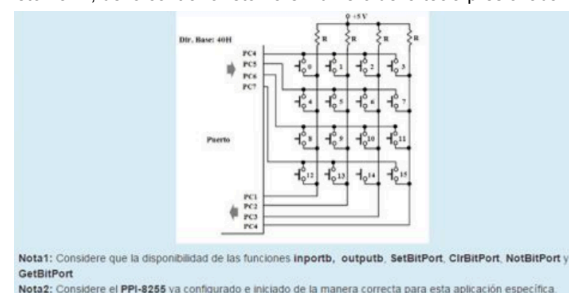 +5 V
R R R R
Dir. Base: 40H
PC4
PC5
PC6
PC7
0 1 2 3
4 5 6 7
8 9 10 11
Puerto
12 13 14 15
PC1
PC2
PC3
PC4
Nota1: Considere que la disponibilidad de las funciones inportb, outputb, SetBitPort, ClrBitPort, NotBitPort y
GetBitPort
Nota2: Considere el PPI-8255 ya configurado e iniciado de la manera correcta para esta aplicación específica.